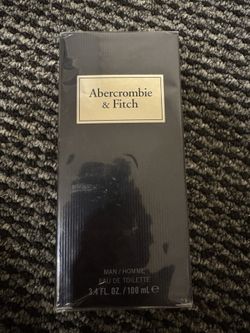 Abercrombie
& Fitch
MAN / HOMME
EAU DE TOILETTE
3.4 FL. OZ. / 100 mL ℮